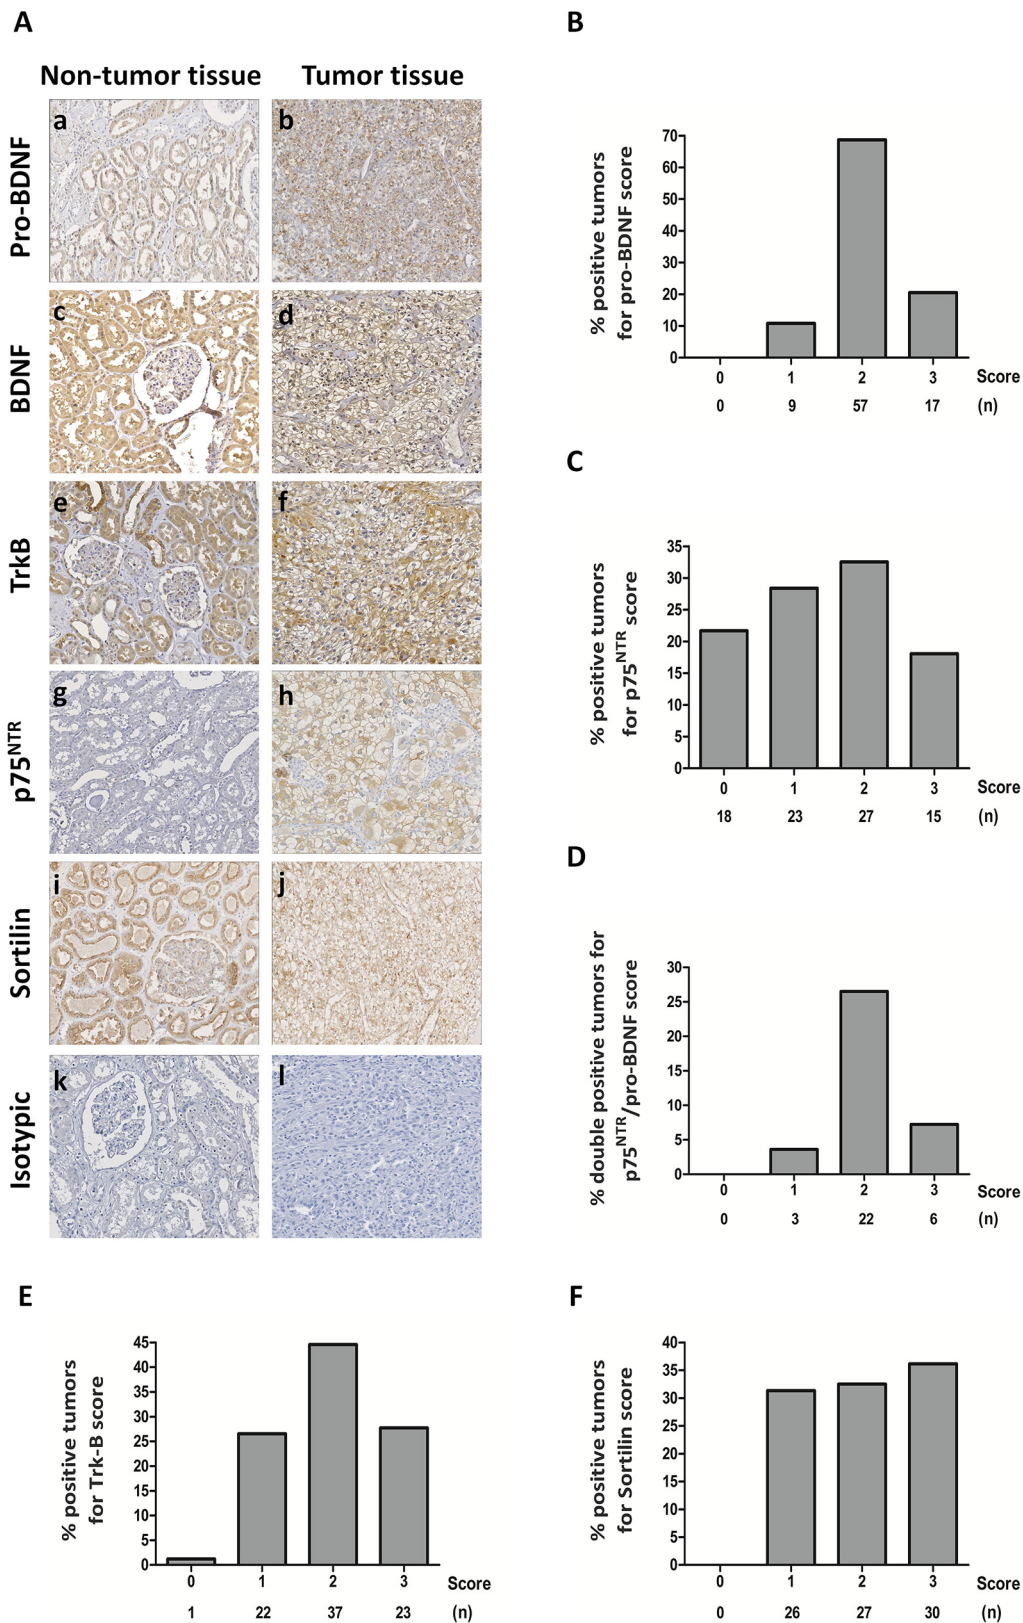 A
Non-tumor tissue
Tumor tissue
Pro-BDNF
a
b
BDNF
c
d
TrkB
e
f
p75NTR
g
h
Sortilin
i
j
Isotypic
k
l
B
% positive tumors
for pro-BDNF score
70
60
50
40
30
20
10
0
0 1 2 3 Score
0 9 57 17 (n)
C
% positive tumors
for p75NTR score
35
30
25
20
15
10
5
0
0 1 2 3 Score
18 23 27 15 (n)
D
% double positive tumors for
p75NTR/pro-BDNF score
30
25
20
15
10
5
0
0 1 2 3 Score
0 3 22 6 (n)
E
% positive tumors
for Trk-B score
45
40
35
30
25
20
15
10
5
0
0 1 2 3 Score
1 22 37 23 (n)
F
% positive tumors
for Sortilin score
40
35
30
25
20
15
10
5
0
0 1 2 3 Score
0 26 27 30 (n)